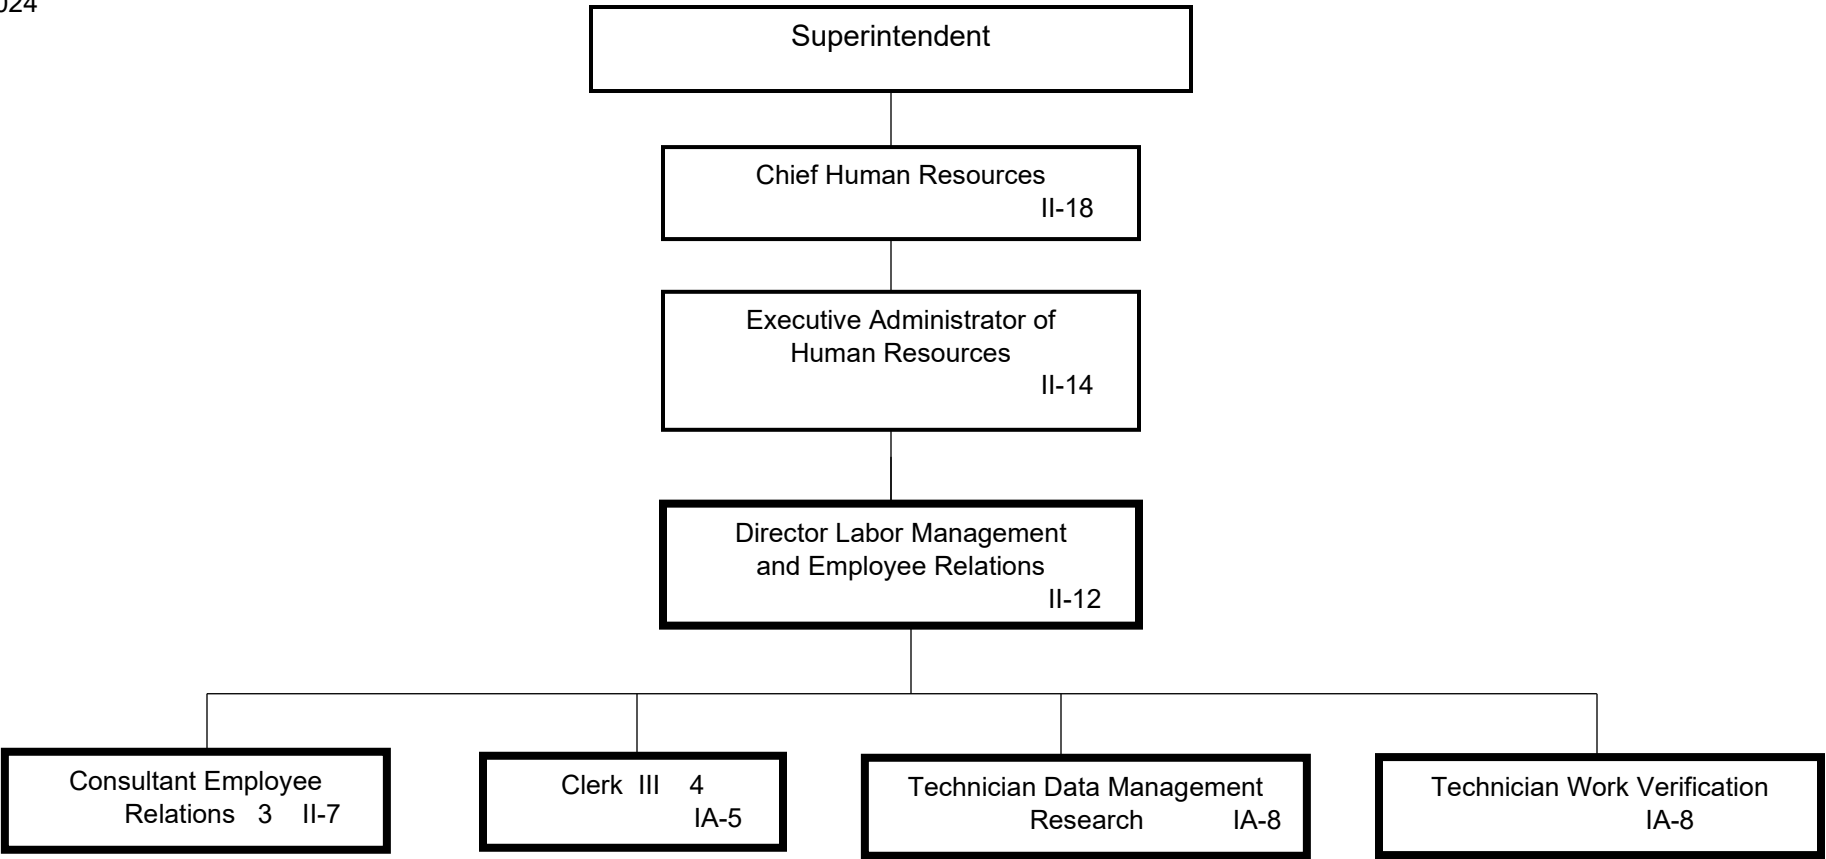 024
Superintendent
Chief Human Resources
II-18
Executive Administrator of
Human Resources
II-14
Director Labor Management
and Employee Relations
II-12
Consultant Employee
Relations 3 II-7
Clerk III 4
IA-5
Technician Data Management
Research IA-8
Technician Work Verification
IA-8